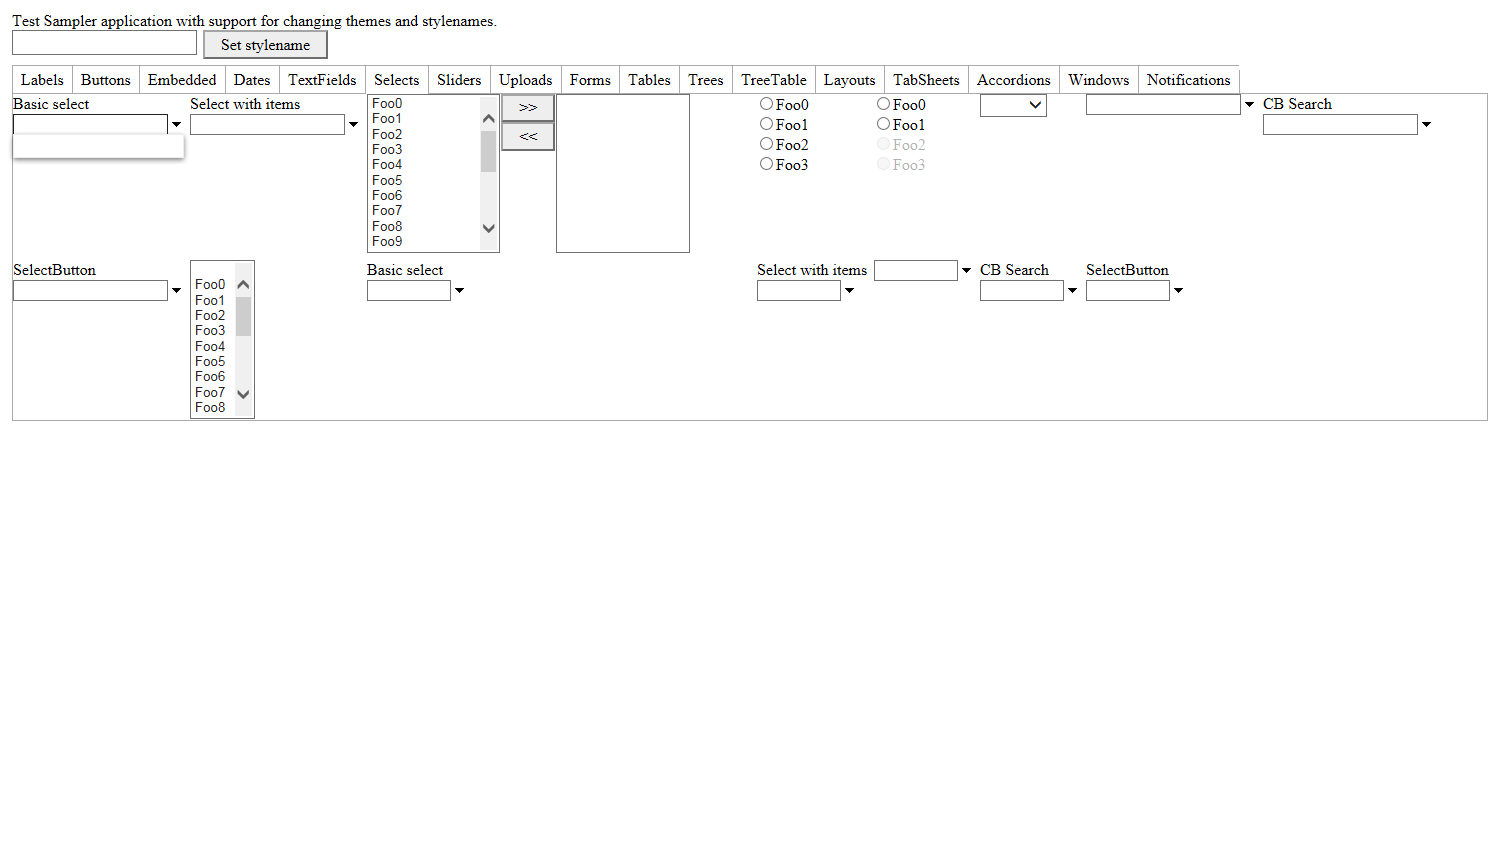 Test Sampler application with support for changing themes and stylenames.
Set stylename
Labels Buttons Embedded Dates TextFields Selects Sliders Uploads Forms Tables Trees TreeTable Layouts TabSheets Accordions Windows Notifications
Basic select
Select with items
Foo0
Foo1
Foo2
Foo3
Foo4
Foo5
Foo6
Foo7
Foo8
Foo9
>>
<<
Foo0
Foo1
Foo2
Foo3
Foo0
Foo1
Foo2
Foo3
CB Search
SelectButton
Foo0
Foo1
Foo2
Foo3
Foo4
Foo5
Foo6
Foo7
Foo8
Basic select
Select with items
CB Search
SelectButton